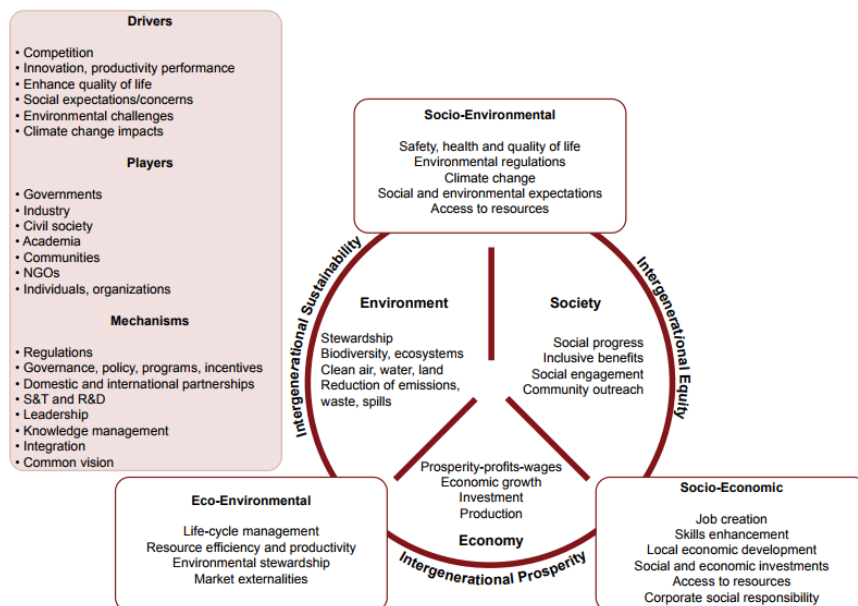 Drivers
• Competition
• Innovation, productivity performance
• Enhance quality of life
• Social expectations/concerns
• Environmental challenges
• Climate change impacts
Players
• Governments
• Industry
• Civil society
• Academia
• Communities
• NGOs
• Individuals, organizations
Mechanisms
• Regulations
• Governance, policy, programs, incentives
• Domestic and international partnerships
• S&T and R&D
• Leadership
• Knowledge management
• Integration
• Common vision
Socio-Environmental
Safety, health and quality of life
Environmental regulations
Climate change
Social and environmental expectations
Access to resources
Intergenerational Sustainability
Intergenerational Equity
Environment
Stewardship
Biodiversity, ecosystems
Clean air, water, land
Reduction of emissions,
waste, spills
Society
Social progress
Inclusive benefits
Social engagement
Community outreach
Prosperity-profits-wages
Economic growth
Investment
Production
Economy
Intergenerational Prosperity
Eco-Environmental
Life-cycle management
Resource efficiency and productivity
Environmental stewardship
Market externalities
Socio-Economic
Job creation
Skills enhancement
Local economic development
Social and economic investments
Access to resources
Corporate social responsibility